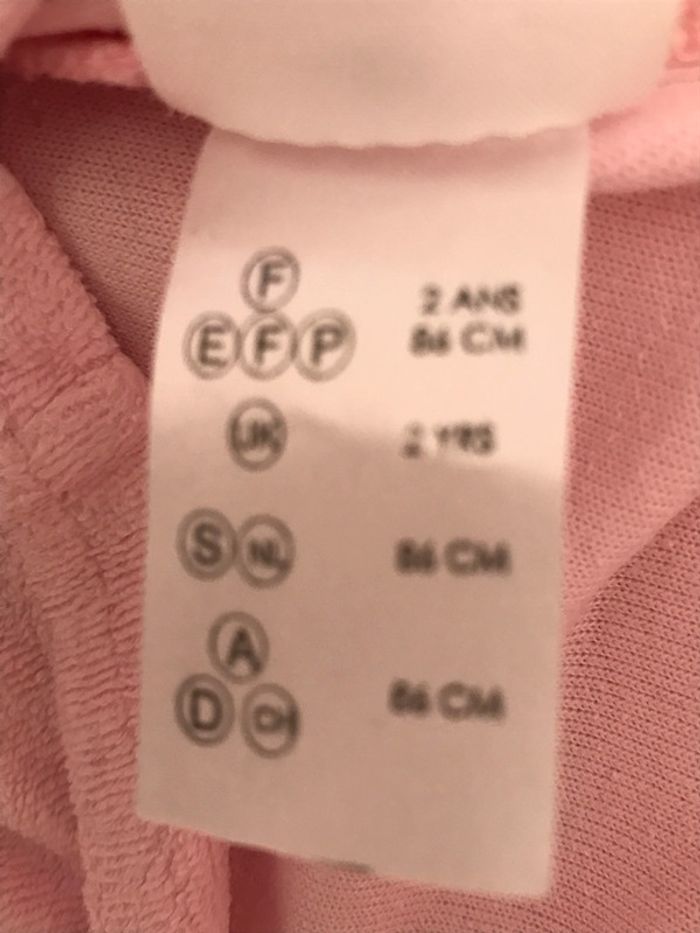 F 2 ANS
E F P 86 CM
UK 2 YRS
S NL 86 CM
A
D CH 86 CM